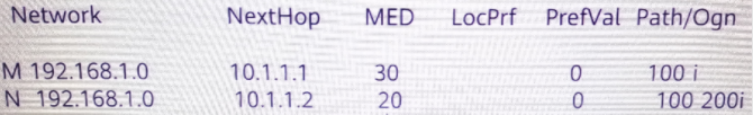 Network NextHop MED LocPrf PrefVal Path/Ogn
M 192.168.1.0 10.1.1.1 30 0 100 i
N 192.168.1.0 10.1.1.2 20 0 100 200i